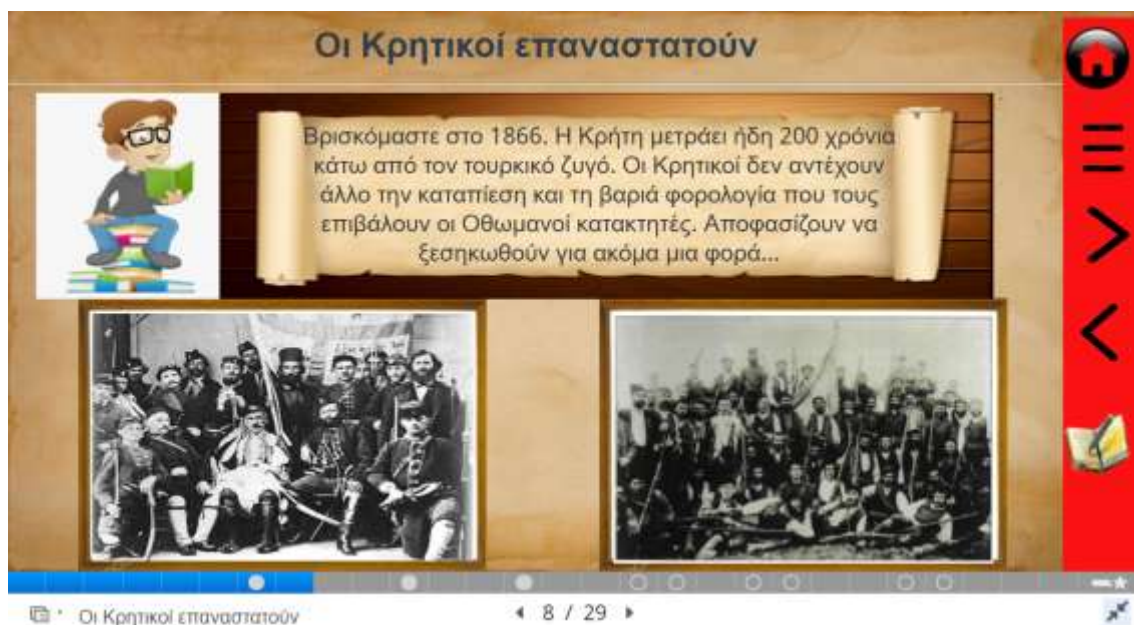 Οι Κρητικοί επαναστατούν
Βρισκόμαστε στο 1866. Η Κρήτη μετράει ήδη 200 χρόνια
κάτω από τον τουρκικό ζυγό. Οι Κρητικοί δεν αντέχουν
άλλο την καταπίεση και τη βαριά φορολογία που τους
επιβάλουν οι Οθωμανοί κατακτητές. Αποφασίζουν να
ξεσηκωθούν για ακόμα μια φορά...
Οι Κρητικοί επαναστατούν
8 / 29